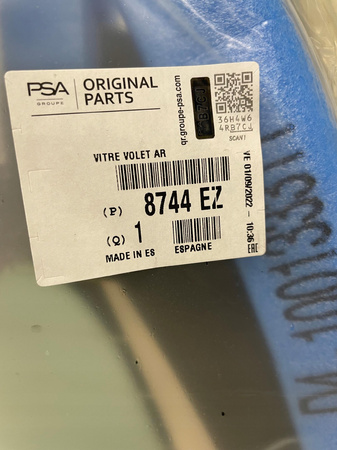 PSA
GROUPE
ORIGINAL
PARTS
qr.groupe-psa.com
36H4W6
4RB7CJ
SCAN!
VITRE VOLET AR
(P) 8744 EZ
(Q) 1
MADE IN ES ESPAGNE
VE 01/09/2022 - 10:36
EAC